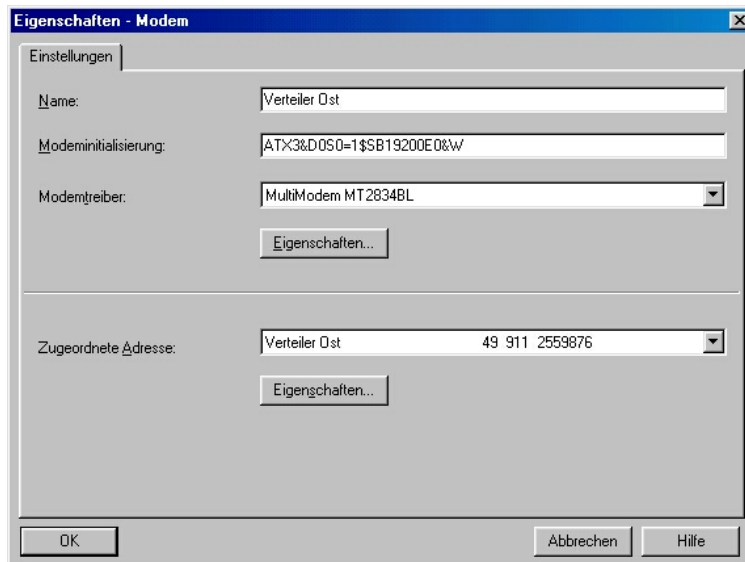 Eigenschaften - Modem
Einstellungen
Name: Verteiler Ost
Modeminitialisierung: ATX3&D0S0=1$SB19200E0&W
Modemtreiber: MultiModem MT2834BL
Eigenschaften...
Zugeordnete Adresse: Verteiler Ost 49 911 2559876
Eigenschaften...
OK Abbrechen Hilfe